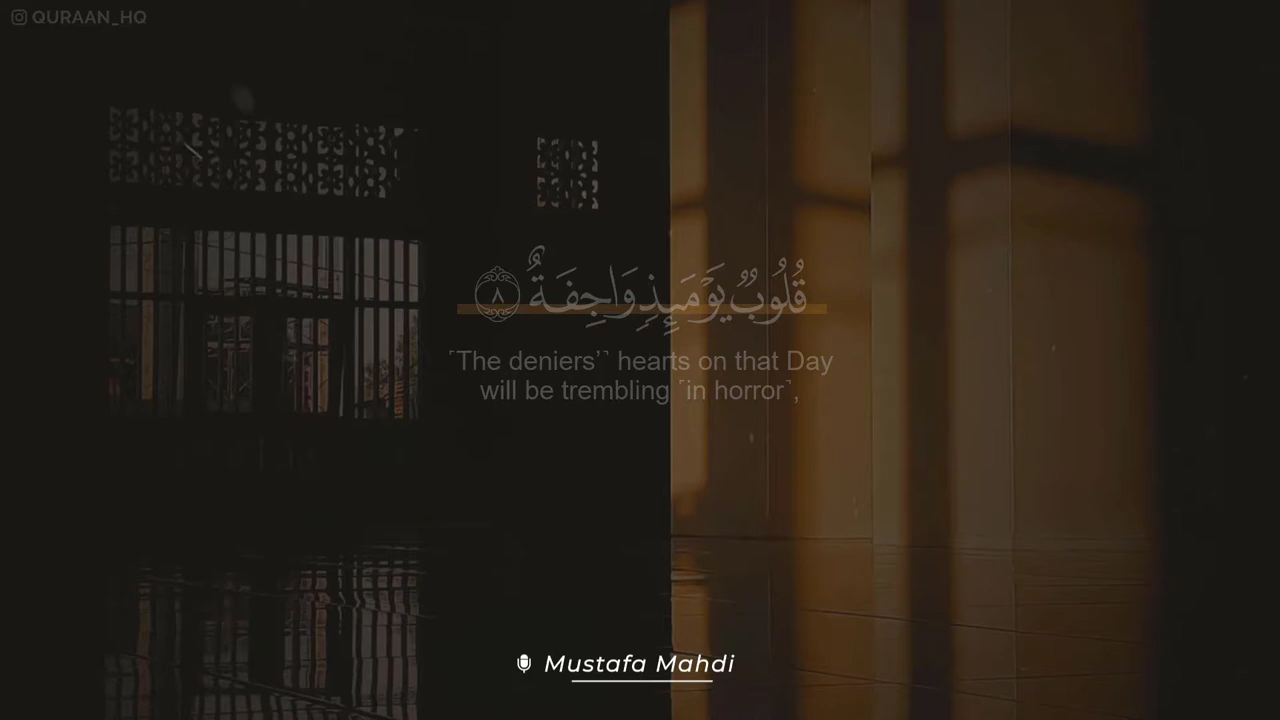 QURAAN_HQ
قُلُوبٌ يَوْمَئِذٍ وَاجِفَةٌ ٨
⸢The deniers’⸣ hearts on that Day
will be trembling ⸢in horror⸣,
Mustafa Mahdi